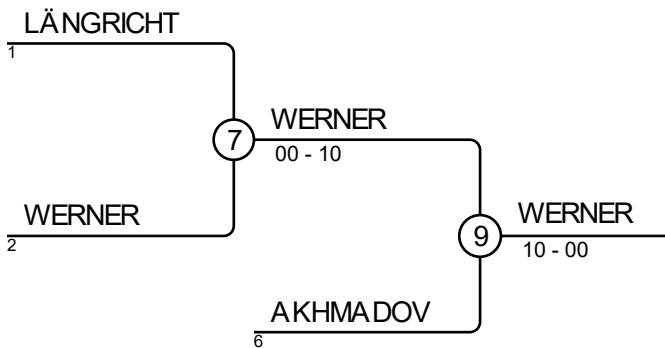 LÄNGRICHT
1
7
WERNER
00 - 10
WERNER
2
9
WERNER
10 - 00
AKHMADOV
6